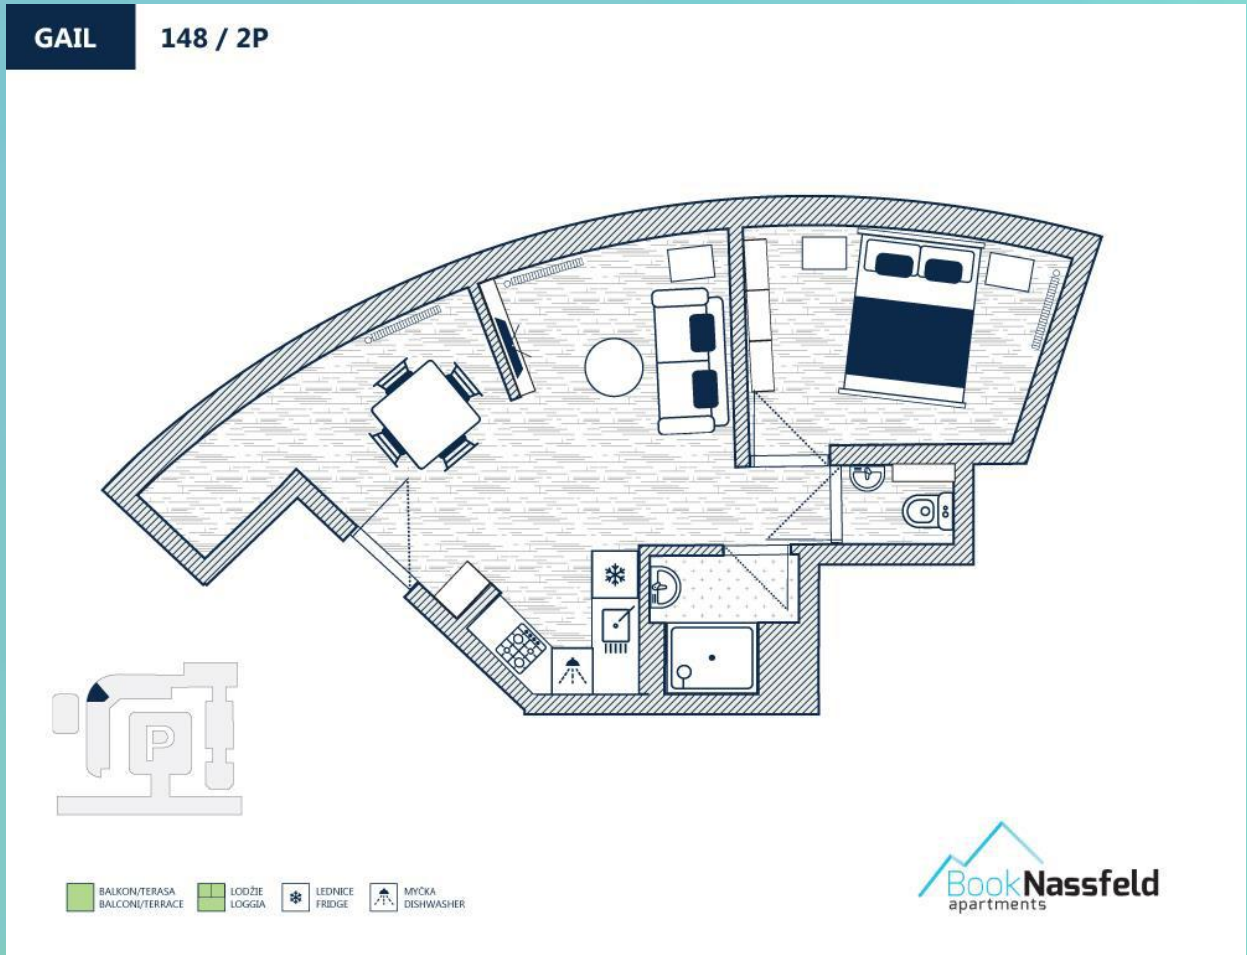 GAIL
148 / 2P
P
BALKON/TERASA
BALCONI/TERRACE
LODŽIE
LOGGIA
LEDNICE
FRIDGE
MYČKA
DISHWASHER
BookNassfeld
apartments